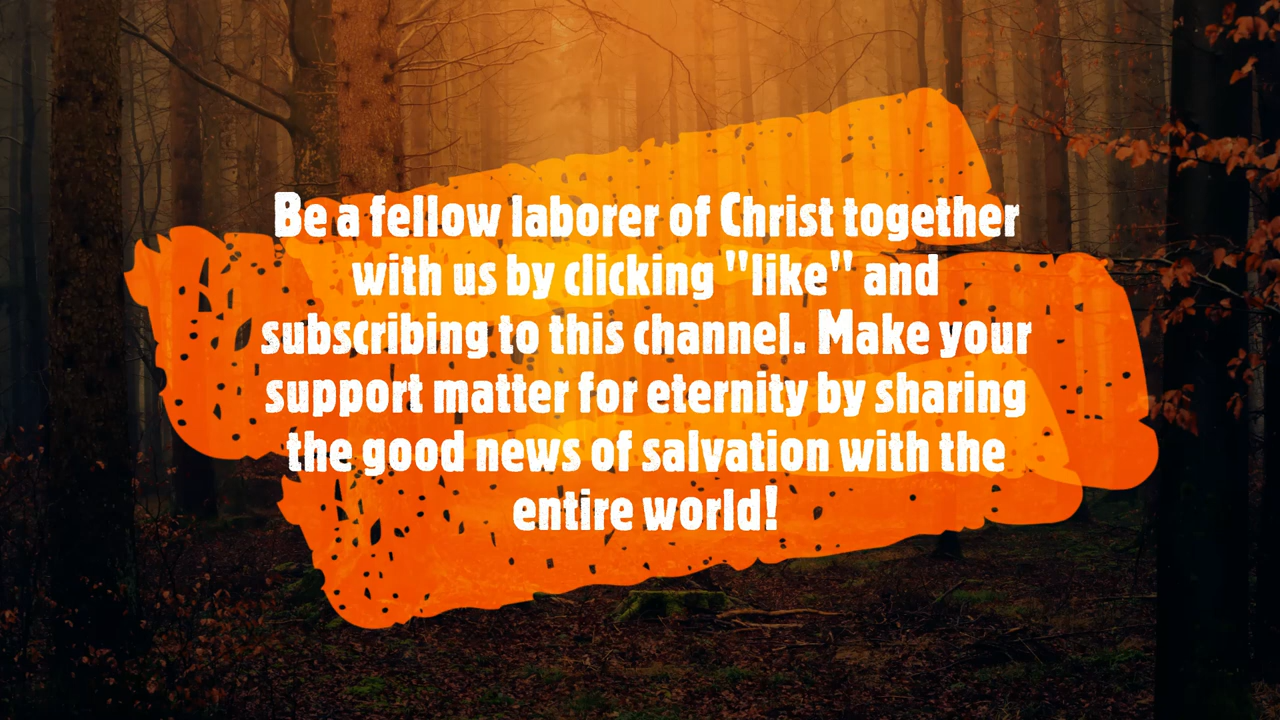 Be a fellow laborer of Christ together
with us by clicking "like" and
subscribing to this channel. Make your
support matter for eternity by sharing
the good news of salvation with the
entire world!